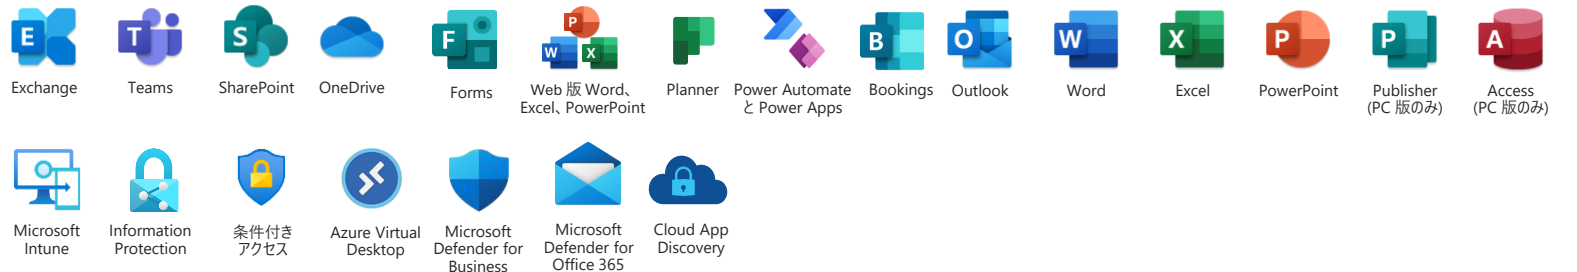 E
T
S
F
P
W
X
B
O
W
X
P
P
A
Exchange
Teams
SharePoint
OneDrive
Forms
Web 版 Word、
Excel、PowerPoint
Planner
Power Automate
と Power Apps
Bookings
Outlook
Word
Excel
PowerPoint
Publisher
(PC 版のみ)
Access
(PC 版のみ)
Microsoft
Intune
Information
Protection
条件付き
アクセス
Azure Virtual
Desktop
Microsoft
Defender for
Business
Microsoft
Defender for
Office 365
Cloud App
Discovery